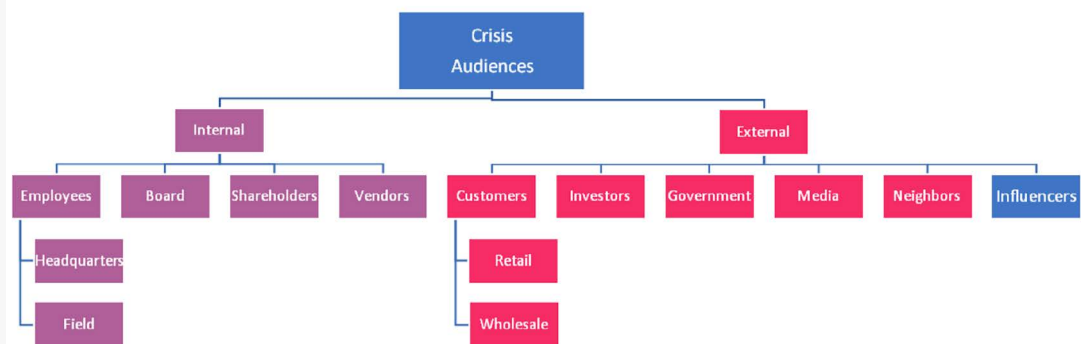 Crisis
Audiences
Internal
External
Employees
Board
Shareholders
Vendors
Customers
Investors
Government
Media
Neighbors
Influencers
Headquarters
Retail
Field
Wholesale